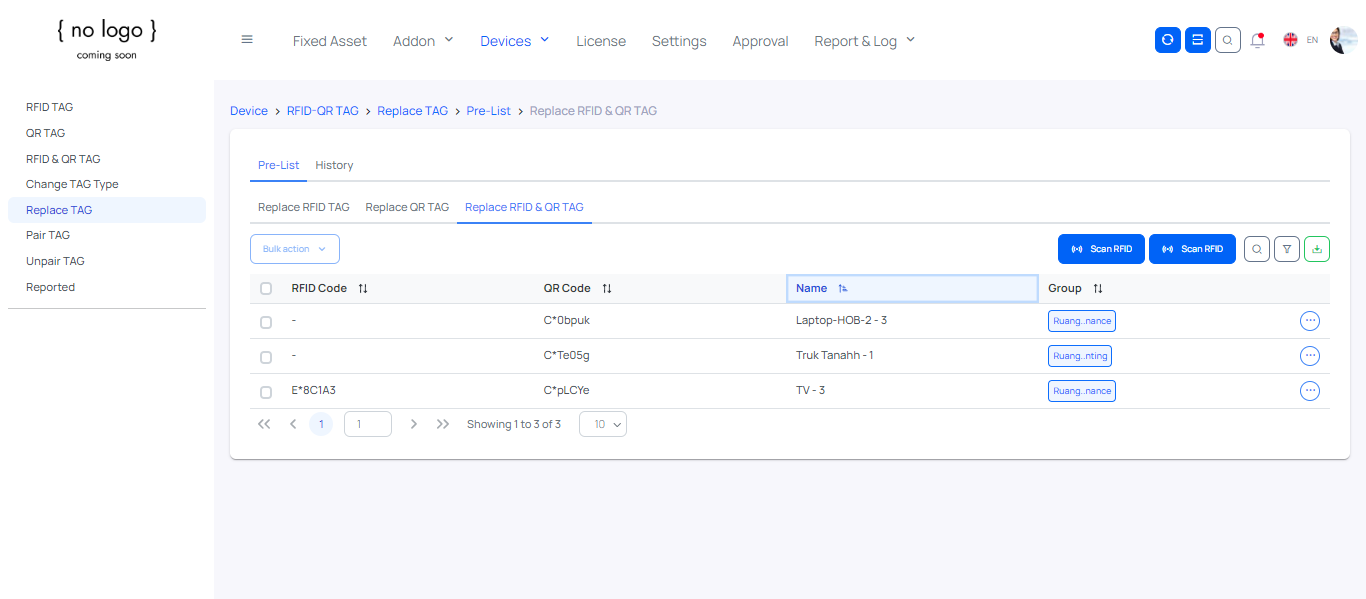 { no logo }
coming soon
Fixed Asset Addon Devices License Settings Approval Report & Log EN
RFID TAG
QR TAG
RFID & QR TAG
Change TAG Type
Replace TAG
Pair TAG
Unpair TAG
Reported
Device > RFID-QR TAG > Replace TAG > Pre-List > Replace RFID & QR TAG
Pre-List History
Replace RFID TAG Replace QR TAG Replace RFID & QR TAG
Bulk action Scan RFID Scan RFID
RFID Code QR Code Name Group
- C*0bpuk Laptop-HOB-2 - 3 Ruang..nance
- C*Te05g Truk Tanahh - 1 Ruang..nting
E*8C1A3 C*pLCYe TV - 3 Ruang..nance
1 1 Showing 1 to 3 of 3 10